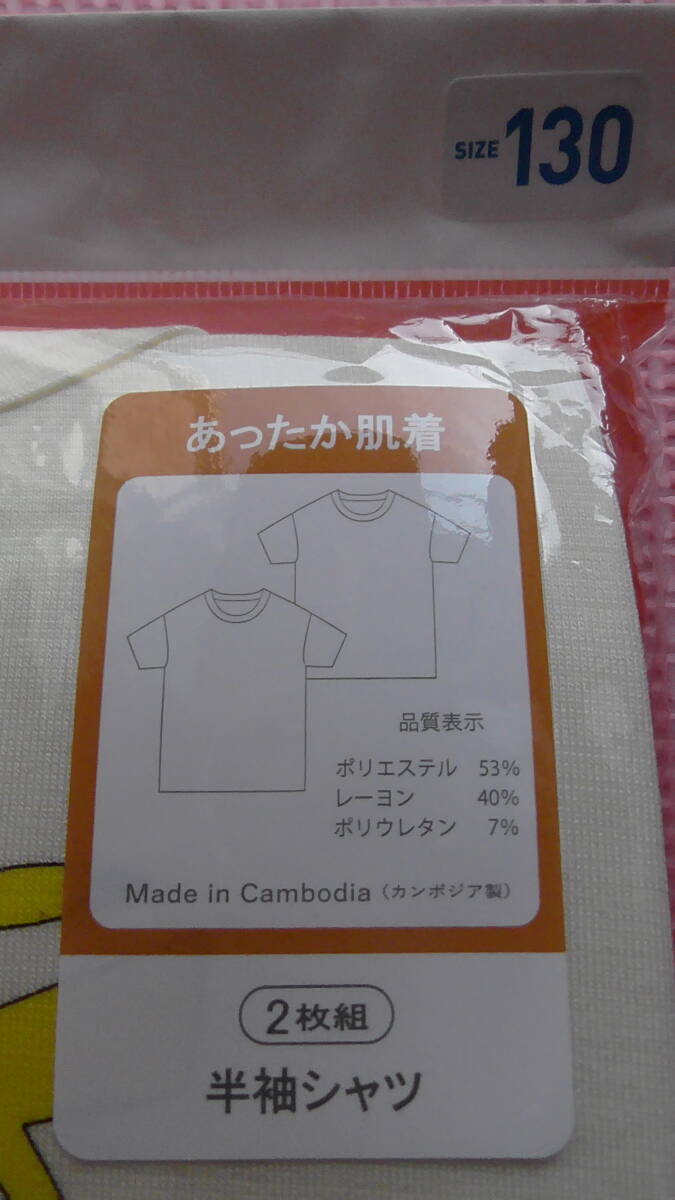 SIZE 130
あったか肌着
品質表示
ポリエステル 53%
レーヨン 40%
ポリウレタン 7%
Made in Cambodia（カンボジア製）
2枚組
半袖シャツ